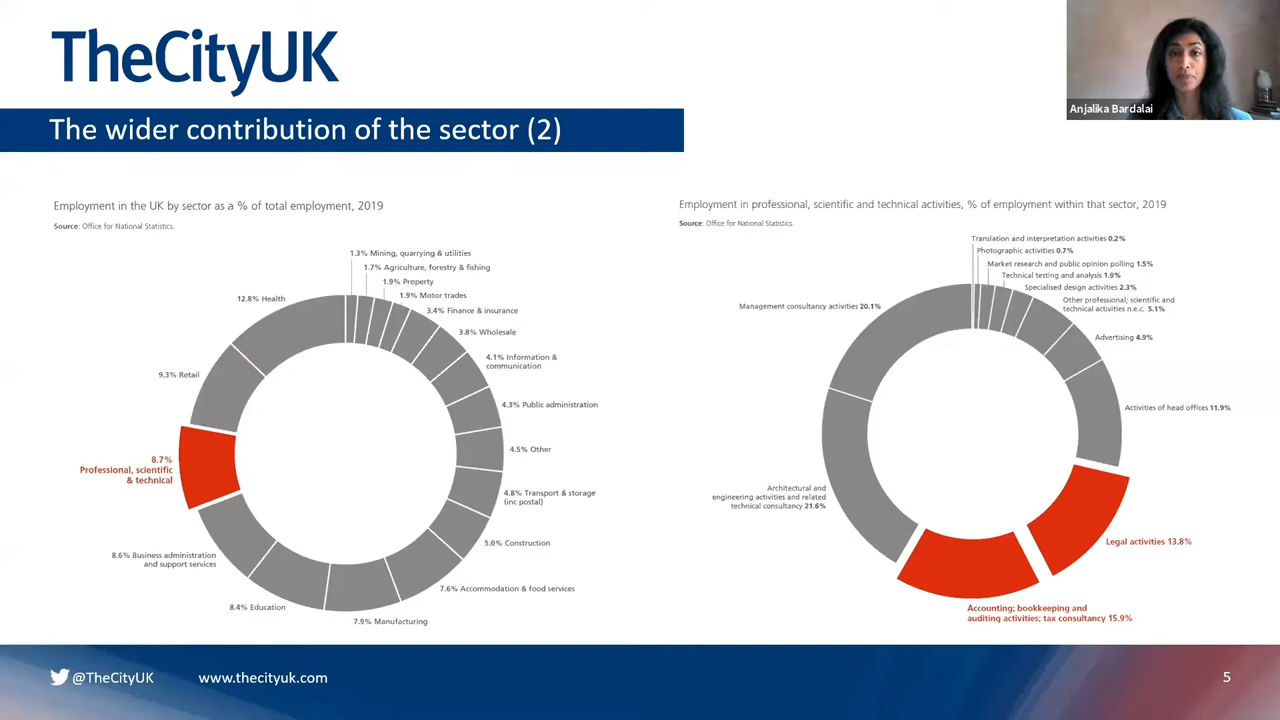 TheCityUK
Anjalika Bardalai
The wider contribution of the sector (2)
Employment in the UK by sector as a % of total employment, 2019
Source: Office for National Statistics.
1.3% Mining, quarrying & utilities
1.7% Agriculture, forestry & fishing
1.9% Property
1.9% Motor trades
3.4% Finance & insurance
3.8% Wholesale
4.1% Information &
communication
4.3% Public administration
4.5% Other
4.8% Transport & storage
(inc postal)
5.0% Construction
7.6% Accommodation & food services
7.9% Manufacturing
8.4% Education
8.6% Business administration
and support services
8.7%
Professional, scientific
& technical
9.3% Retail
12.8% Health
Employment in professional, scientific and technical activities, % of employment within that sector, 2019
Source: Office for National Statistics.
Translation and interpretation activities 0.2%
Photographic activities 0.7%
Market research and public opinion polling 1.5%
Technical testing and analysis 1.9%
Specialised design activities 2.3%
Other professional; scientific and
technical activities n.e.c. 5.1%
Advertising 4.9%
Activities of head offices 11.9%
Legal activities 13.8%
Accounting; bookkeeping and
auditing activities; tax consultancy 15.9%
Architectural and
engineering activities and related
technical consultancy 21.6%
Management consultancy activities 20.1%
@TheCityUK
www.thecityuk.com
5